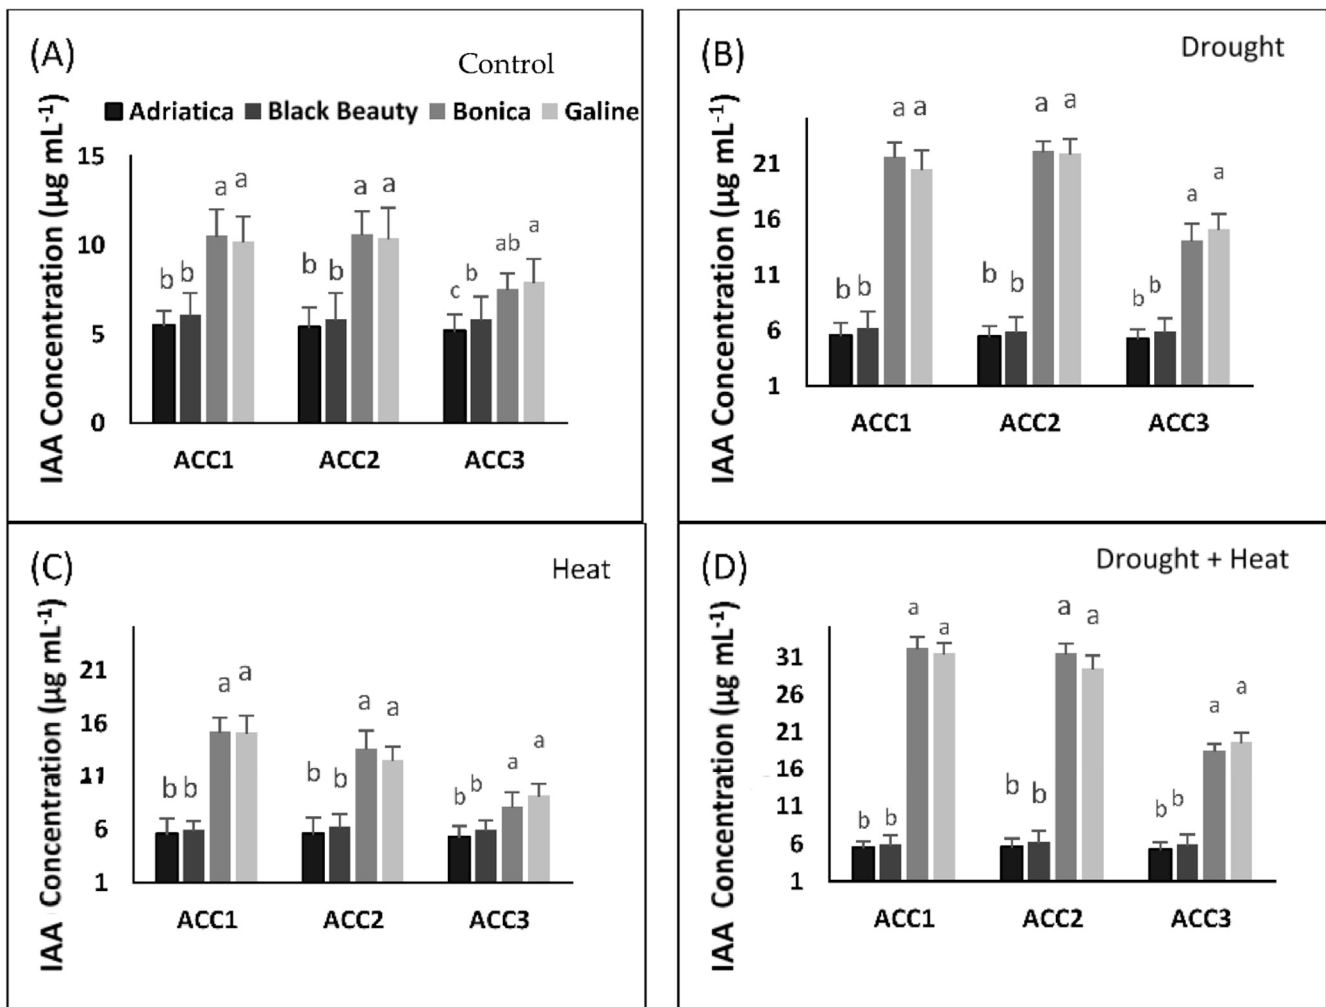 (A)
Control
Adriatica Black Beauty Bonica Galine
IAA Concentration (µg mL-1)
15
10
5
0
b b a a
b b a a
c b ab a
ACC1 ACC2 ACC3
(B)
Drought
IAA Concentration (µg mL-1)
21
16
11
6
1
b b a a
b b a a
b b a a
ACC1 ACC2 ACC3
(C)
Heat
IAA Concentration (µg mL-1)
21
16
11
6
1
b b a a
b b a a
b b a a
ACC1 ACC2 ACC3
(D)
Drought + Heat
IAA Concentration (µg mL-1)
31
26
21
16
11
6
1
b b a a
b b a a
b b a a
ACC1 ACC2 ACC3